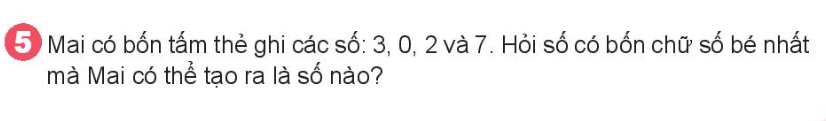 5 Mai có bốn tấm thẻ ghi các số: 3, 0, 2 và 7. Hỏi số có bốn chữ số bé nhất
mà Mai có thể tạo ra là số nào?